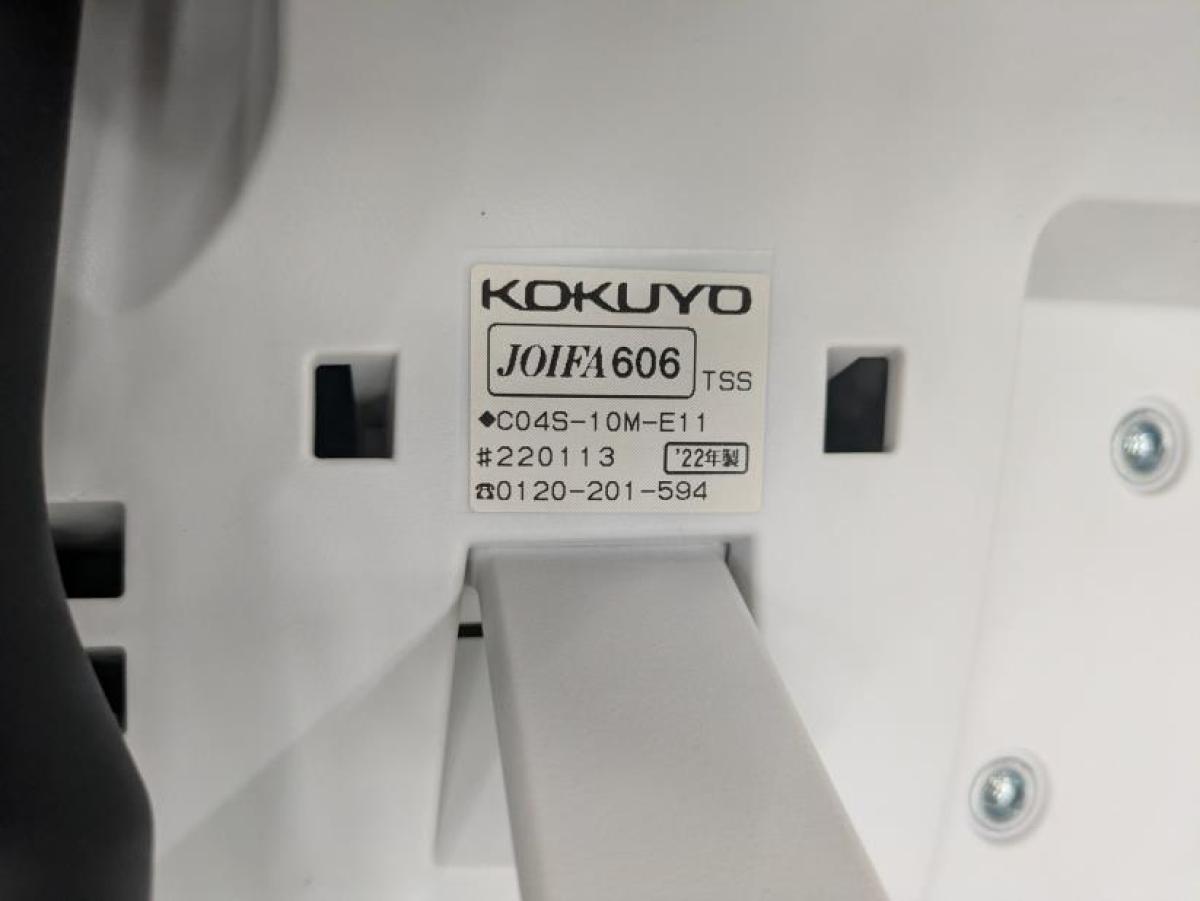 KOKUYO
JOIFA606 TSS
◆C04S-10M-E11
#220113 '22年製
☎0120-201-594